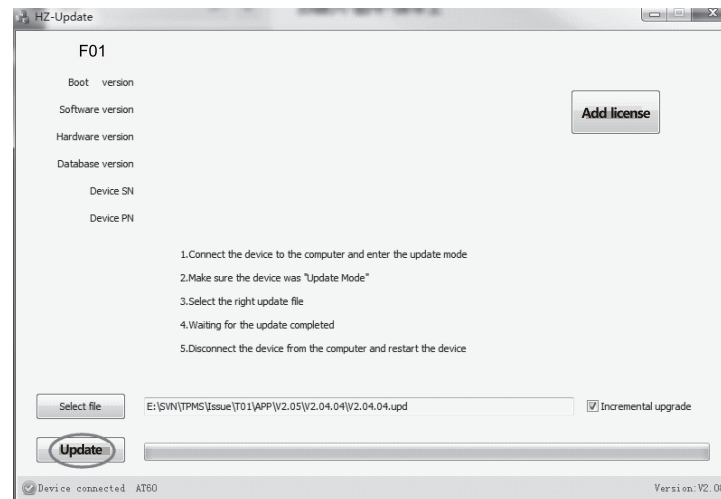 HZ-Update
F01
Boot version
Software version
Add license
Hardware version
Database version
Device SN
Device PN
1.Connect the device to the computer and enter the update mode
2.Make sure the device was "Update Mode"
3.Select the right update file
4.Waiting for the update completed
5.Disconnect the device from the computer and restart the device
Select file
E:\SVN\TPMS\Issue\T01\APP\V2.05\V2.04.04\V2.04.04.upd
Incremental upgrade
Update
Device connected AT60
Version:V2.0